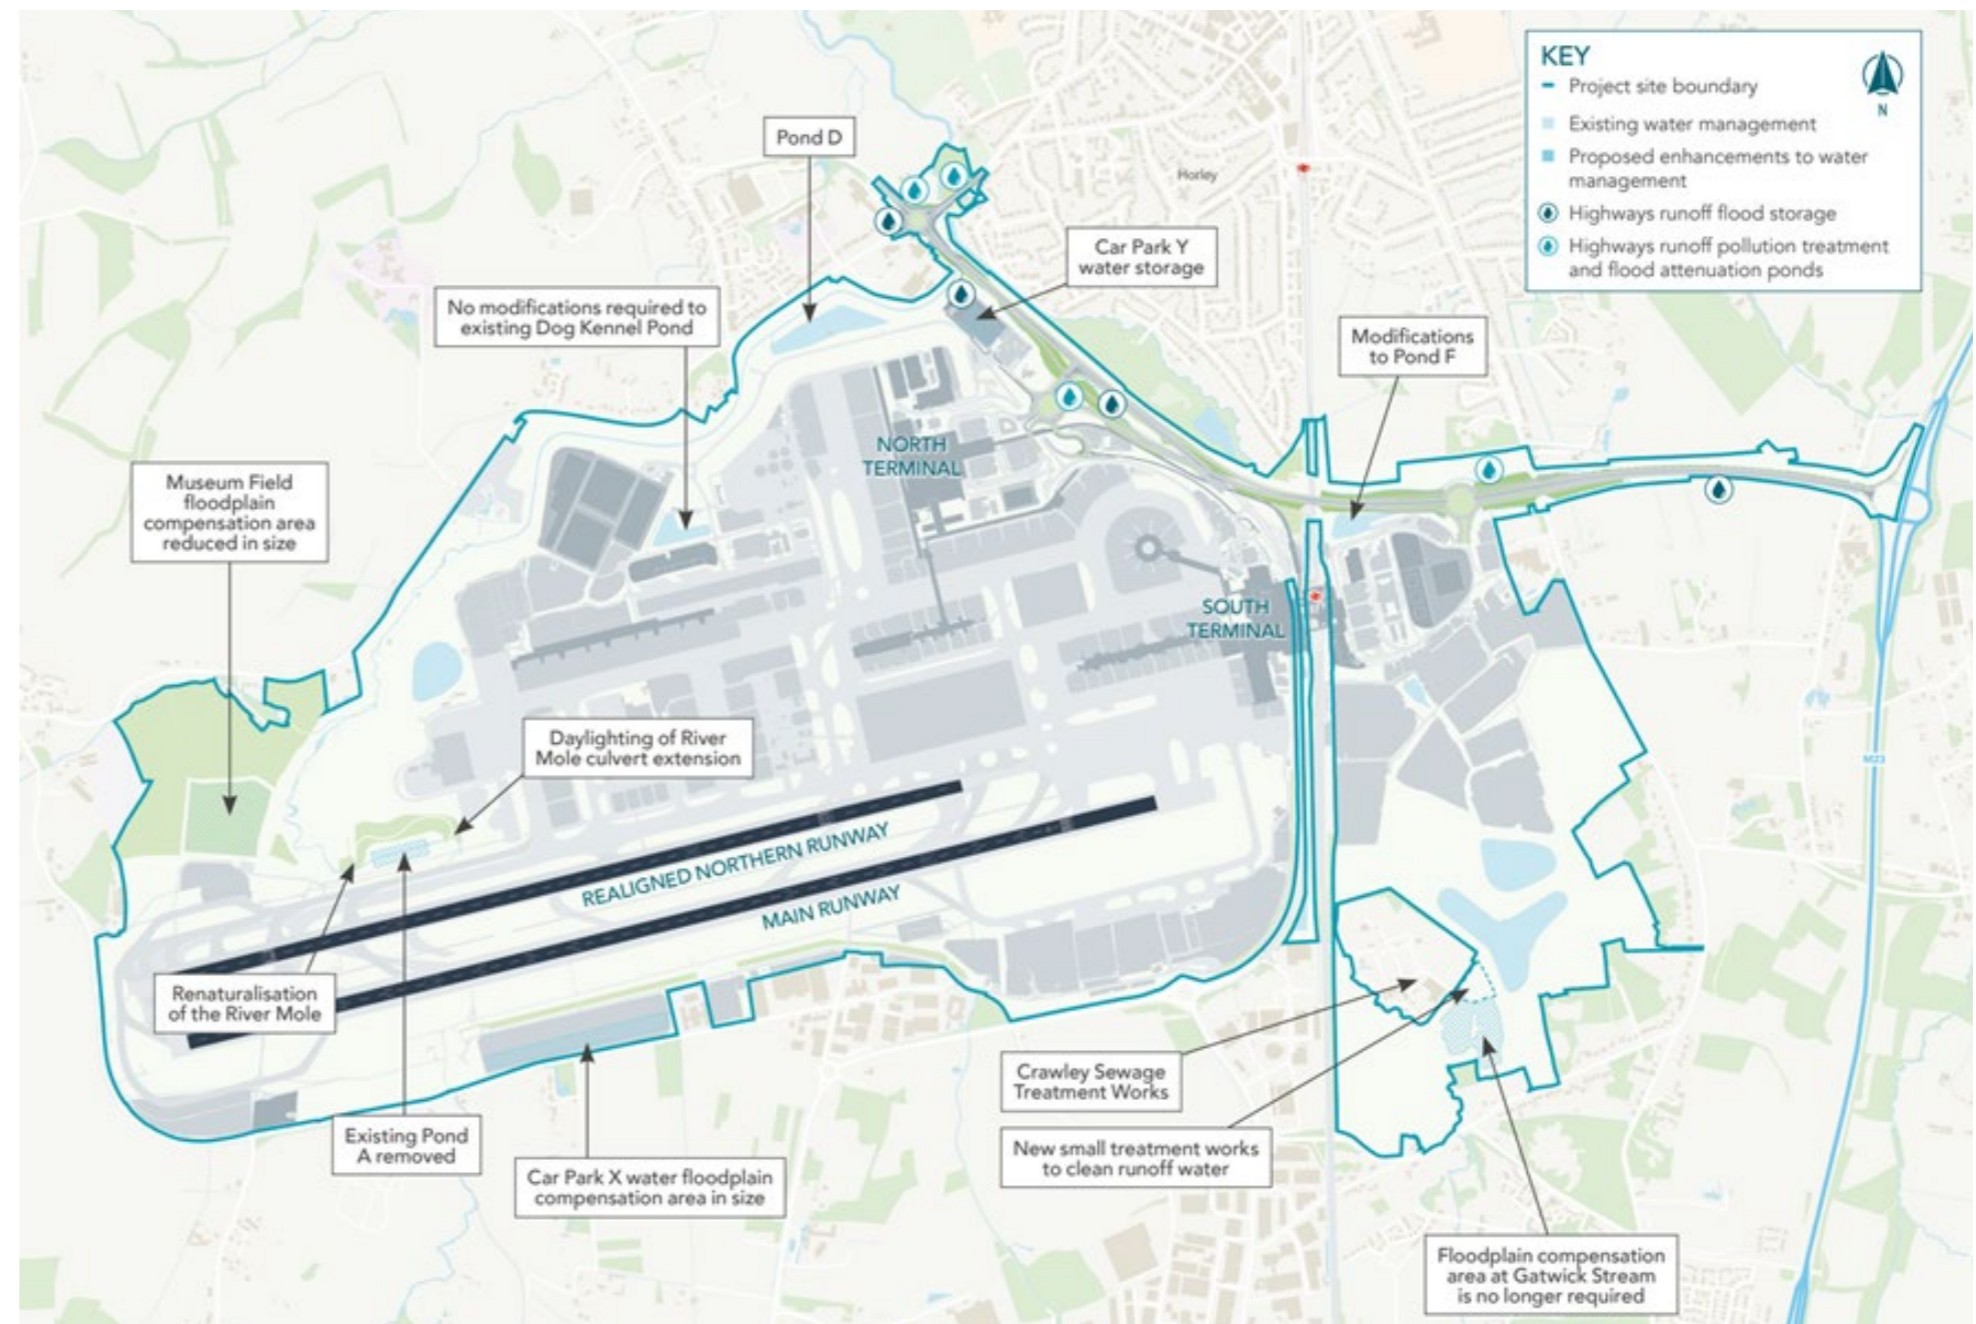 KEY
N
Project site boundary
Existing water management
Proposed enhancements to water
management
Highways runoff flood storage
Highways runoff pollution treatment
and flood attenuation ponds
Pond D
Horley
Car Park Y
water storage
No modifications required to
existing Dog Kennel Pond
Modifications
to Pond F
NORTH
TERMINAL
Museum Field
floodplain
compensation area
reduced in size
SOUTH
TERMINAL
Daylighting of River
Mole culvert extension
M23
REALIGNED NORTHERN RUNWAY
MAIN RUNWAY
Renaturalisation
of the River Mole
Crawley Sewage
Treatment Works
Existing Pond
A removed
New small treatment works
to clean runoff water
Car Park X water floodplain
compensation area in size
Floodplain compensation
area at Gatwick Stream
is no longer required